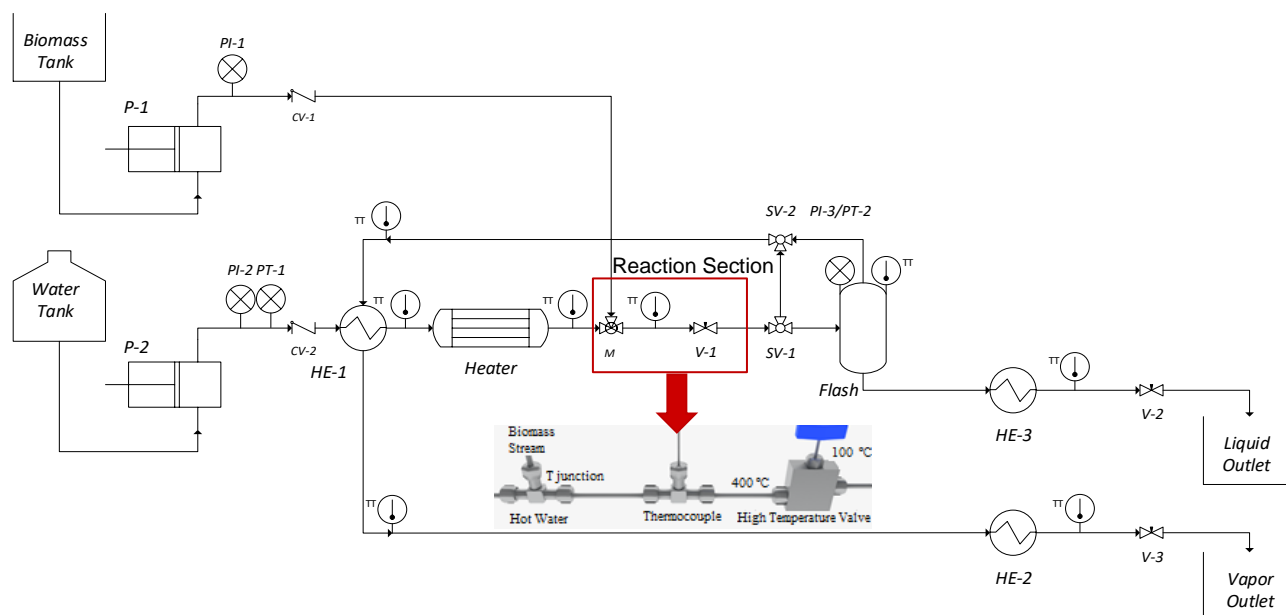 Biomass
Tank
PI-1
P-1
CV-1
TT
SV-2
PI-3/PT-2
TT
Water
Tank
PI-2
PT-1
P-2
CV-2
TT
HE-1
Heater
TT
Reaction Section
TT
M
V-1
SV-1
Flash
TT
HE-3
V-2
Liquid
Outlet
Biomass
Stream
T junction
Hot Water
Thermocouple
400 ºC
100 ºC
High Temperature Valve
TT
TT
HE-2
V-3
Vapor
Outlet